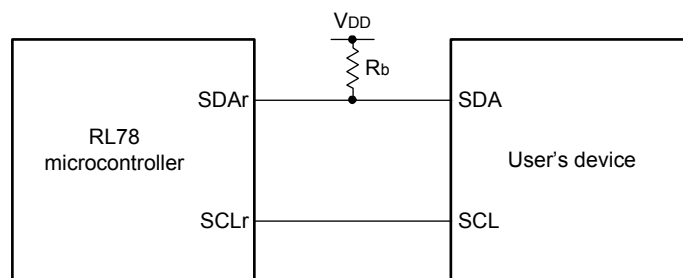 VDD
Rb
SDAr
SDA
RL78
microcontroller
User's device
SCLr
SCL